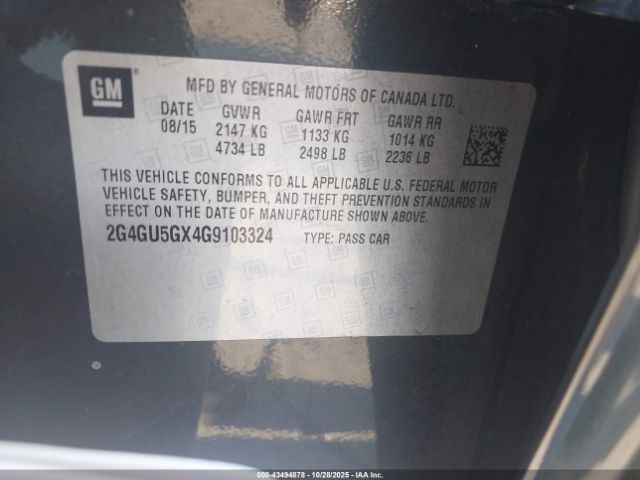 GM
MFD BY GENERAL MOTORS OF CANADA LTD.
DATE GVWR GAWR FRT GAWR RR
08/15 2147 KG 1133 KG 1014 KG
4734 LB 2498 LB 2236 LB
THIS VEHICLE CONFORMS TO ALL APPLICABLE U.S. FEDERAL MOTOR
VEHICLE SAFETY, BUMPER, AND THEFT PREVENTION STANDARDS IN
EFFECT ON THE DATE OF MANUFACTURE SHOWN ABOVE.
2G4GU5GX4G9103324 TYPE: PASS CAR
000-43494878 | 10/28/2025 - IAA, Inc.